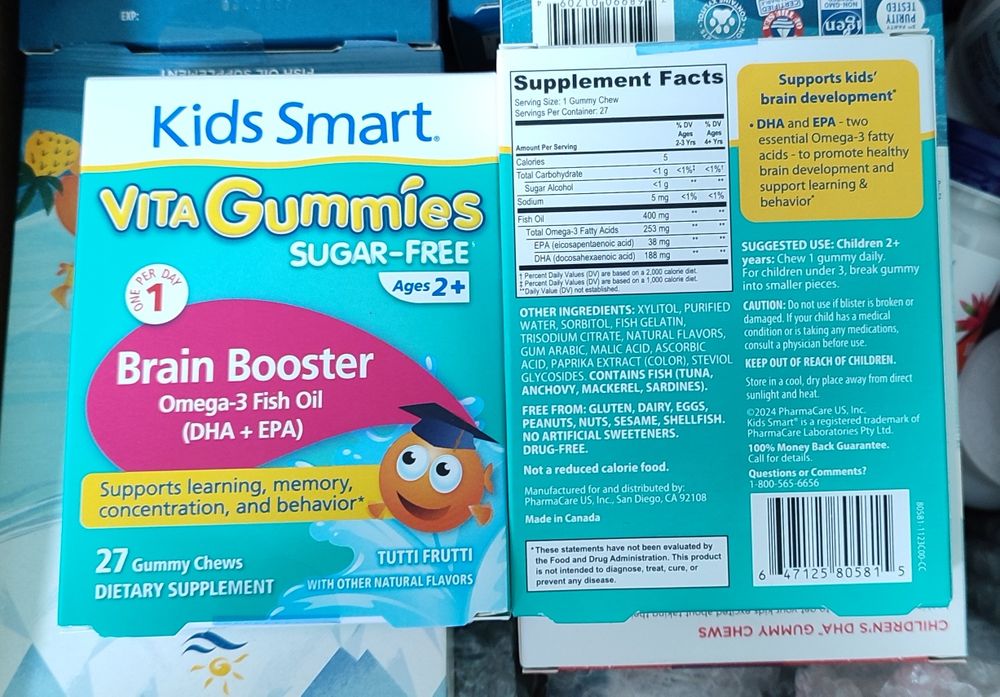 EXP:
FISH OIL SUPPLEMENT
Kids Smart®
VITA Gummies
SUGAR-FREE
ONE PER DAY
1
Ages 2+
Brain Booster
Omega-3 Fish Oil
(DHA + EPA)
Supports learning, memory,
concentration, and behavior*
27 Gummy Chews
DIETARY SUPPLEMENT
TUTTI FRUTTI
WITH OTHER NATURAL FLAVORS
PURITY
TESTED
NON-GMO
Supplement Facts
Serving Size: 1 Gummy Chew
Servings Per Container: 27
Amount Per Serving
% DV Ages 2-3 Yrs
% DV Ages 4+ Yrs
Calories 5
Total Carbohydrate <1 g <1%‡ <1%†
Sugar Alcohol <1 g ** **
Sodium 5 mg <1% <1%
Fish Oil 400 mg ** **
Total Omega-3 Fatty Acids 253 mg ** **
EPA (eicosapentaenoic acid) 38 mg ** **
DHA (docosahexaenoic acid) 188 mg ** **
† Percent Daily Values (DV) are based on a 2,000 calorie diet.
‡ Percent Daily Values (DV) are based on a 1,000 calorie diet.
**Daily Value (DV) not established.
OTHER INGREDIENTS: XYLITOL, PURIFIED
WATER, SORBITOL, FISH GELATIN,
TRISODIUM CITRATE, NATURAL FLAVORS,
GUM ARABIC, MALIC ACID, ASCORBIC
ACID, PAPRIKA EXTRACT (COLOR), STEVIOL
GLYCOSIDES. CONTAINS FISH (TUNA,
ANCHOVY, MACKEREL, SARDINES).
FREE FROM: GLUTEN, DAIRY, EGGS,
PEANUTS, NUTS, SESAME, SHELLFISH.
NO ARTIFICIAL SWEETENERS.
DRUG-FREE.
Not a reduced calorie food.
Manufactured for and distributed by:
PharmaCare US, Inc., San Diego, CA 92108
Made in Canada
*These statements have not been evaluated by
the Food and Drug Administration. This product
is not intended to diagnose, treat, cure, or
prevent any disease.
Supports kids'
brain development*
• DHA and EPA - two
essential Omega-3 fatty
acids - to promote healthy
brain development and
support learning &
behavior*
SUGGESTED USE: Children 2+
years: Chew 1 gummy daily.
For children under 3, break gummy
into smaller pieces.
CAUTION: Do not use if blister is broken or
damaged. If your child has a medical
condition or is taking any medications,
consult a physician before use.
KEEP OUT OF REACH OF CHILDREN.
Store in a cool, dry place away from direct
sunlight and heat.
©2024 PharmaCare US, Inc.
Kids Smart® is a registered trademark of
PharmaCare Laboratories Pty Ltd.
100% Money Back Guarantee.
Call for details.
Questions or Comments?
1-800-565-6656
6 47125 80581 5
80581-1123C00-CC
CHILDREN'S DHA™ GUMMY CHEWS